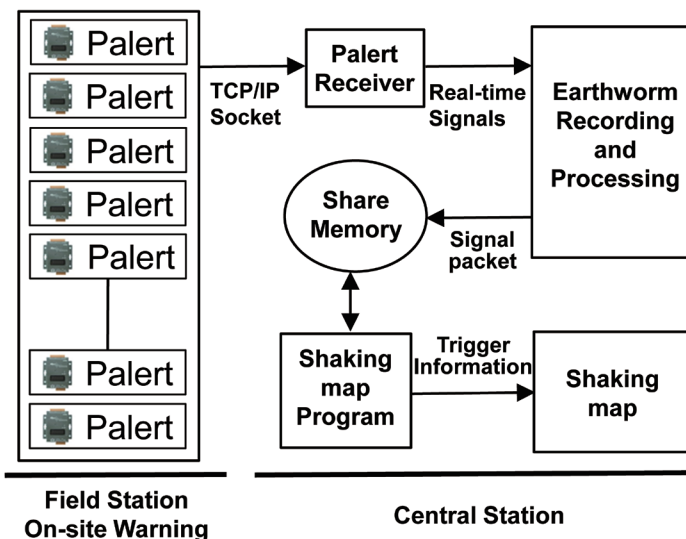 Palert
Palert
Palert
Palert
Palert
Palert
Palert
Field Station
On-site Warning
TCP/IP
Socket
Palert
Receiver
Real-time
Signals
Earthworm
Recording
and
Processing
Signal
packet
Share
Memory
Shaking
map
Program
Trigger
Information
Shaking
map
Central Station